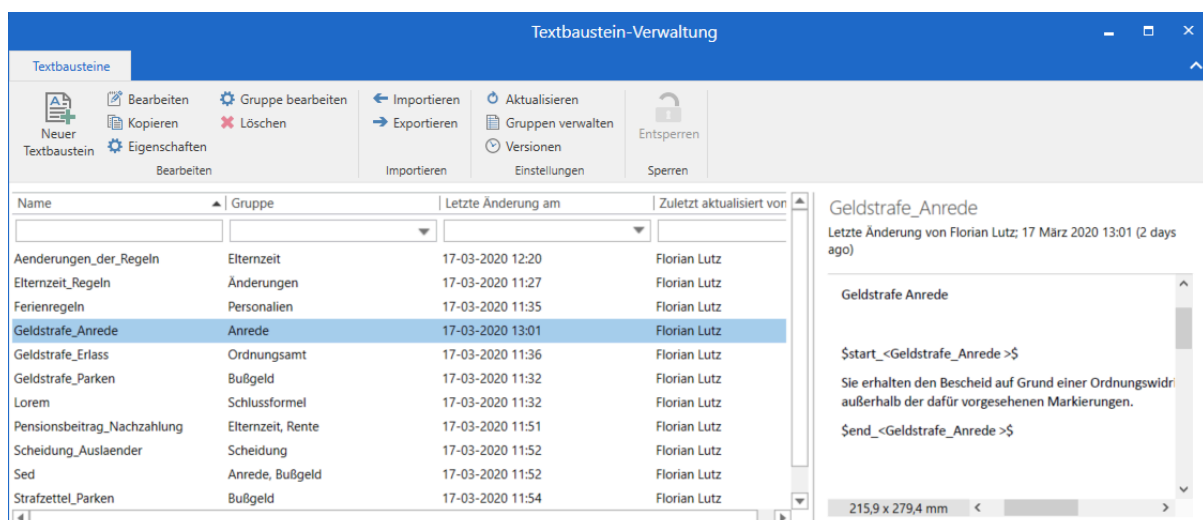 Textbaustein-Verwaltung
Textbausteine
Neuer Textbaustein
Bearbeiten
Kopieren
Eigenschaften
Gruppe bearbeiten
Löschen
Bearbeiten
Importieren
Exportieren
Importieren
Aktualisieren
Gruppen verwalten
Versionen
Einstellungen
Entsperren
Sperren
Name Gruppe Letzte Änderung am Zuletzt aktualisiert von
Aenderungen_der_Regeln Elternzeit 17-03-2020 12:20 Florian Lutz
Elternzeit_Regeln Änderungen 17-03-2020 11:27 Florian Lutz
Ferienregeln Personalien 17-03-2020 11:35 Florian Lutz
Geldstrafe_Anrede Anrede 17-03-2020 13:01 Florian Lutz
Geldstrafe_Erlass Ordnungsamt 17-03-2020 11:36 Florian Lutz
Geldstrafe_Parken Bußgeld 17-03-2020 11:32 Florian Lutz
Lorem Schlussformel 17-03-2020 11:32 Florian Lutz
Pensionsbeitrag_Nachzahlung Elternzeit, Rente 17-03-2020 11:51 Florian Lutz
Scheidung_Auslaender Scheidung 17-03-2020 11:52 Florian Lutz
Sed Anrede, Bußgeld 17-03-2020 11:52 Florian Lutz
Strafzettel_Parken Bußgeld 17-03-2020 11:54 Florian Lutz
Geldstrafe_Anrede
Letzte Änderung von Florian Lutz; 17 März 2020 13:01 (2 days
ago)
Geldstrafe Anrede
$start_<Geldstrafe_Anrede >$
Sie erhalten den Bescheid auf Grund einer Ordnungswidri
außerhalb der dafür vorgesehenen Markierungen.
$end_<Geldstrafe_Anrede >$
215,9 x 279,4 mm